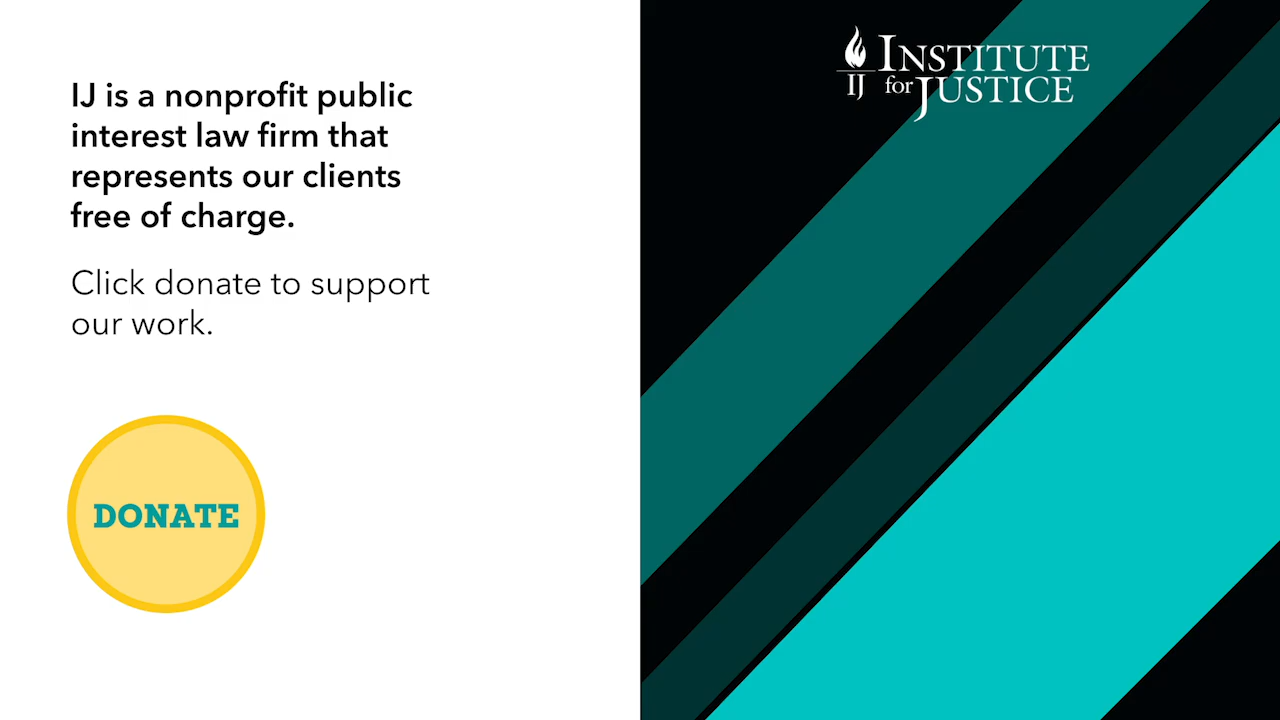 IJ is a nonprofit public
interest law firm that
represents our clients
free of charge.
Click donate to support
our work.
DONATE
IJ
INSTITUTE
for JUSTICE